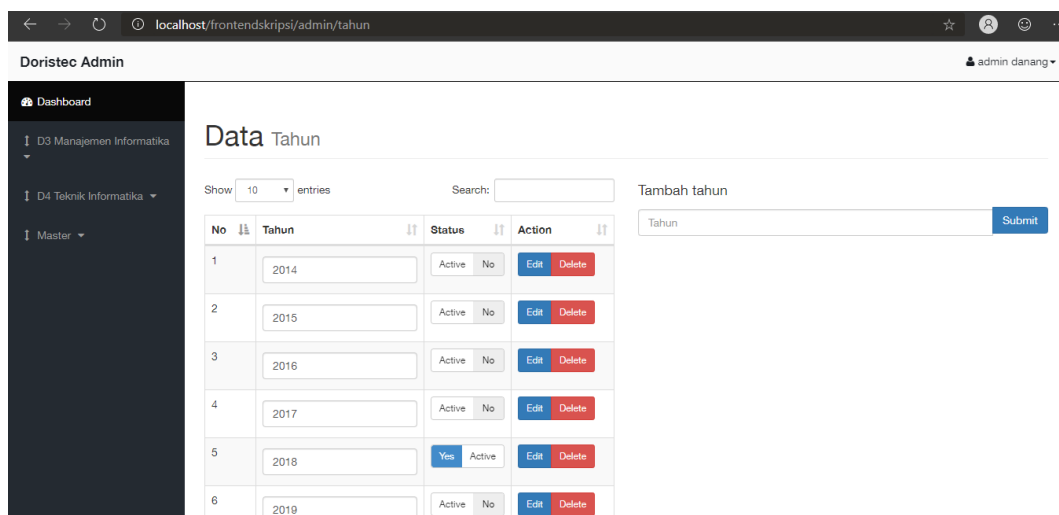 localhost/frontendskripsi/admin/tahun
Doristec Admin
admin danang
Dashboard
D3 Manajemen Informatika
D4 Teknik Informatika
Master
Data Tahun
Show 10 entries
Search:
No Tahun Status Action
1 2014 Active No Edit Delete
2 2015 Active No Edit Delete
3 2016 Active No Edit Delete
4 2017 Active No Edit Delete
5 2018 Yes Active Edit Delete
6 2019 Active No Edit Delete
Tambah tahun
Tahun Submit